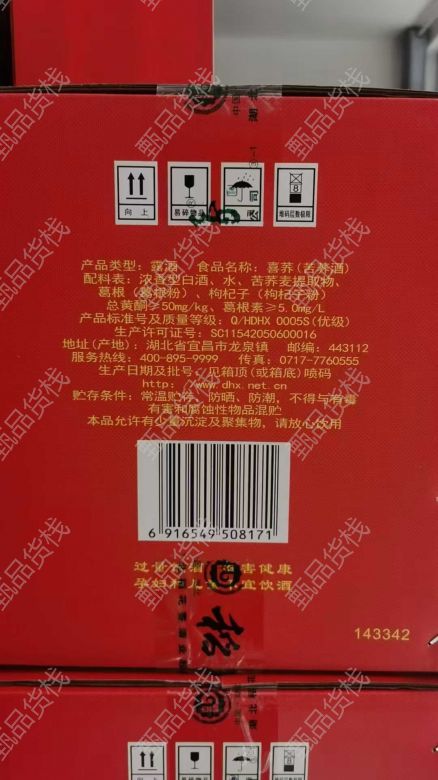 向上
易碎物品
堆码层数极限
8
产品类型：露酒 食品名称：喜荞(苦荞酒)
配料表：浓香型白酒、水、苦荞麦提取物、
葛根（葛根粉）、枸杞子（枸杞子粉）
总黄酮≥50mg/kg、葛根素≥5.0mg/L
产品标准号及质量等级：Q/HDHX 0005S(优级)
生产许可证号：SC11542050600016
地址(产地)：湖北省宜昌市龙泉镇 邮编：443112
服务热线：400-895-9999 传真：0717-7760555
生产日期及批号：见箱顶(或箱底)喷码
http：//www.dhx.net.cn
贮存条件：常温贮存、防晒、防潮，不得与有毒
有害和腐蚀性物品混贮
本品允许有少量沉淀及聚集物，请放心饮用
6 916549 508171
过量饮酒 有害健康
孕妇和儿童不宜饮酒
143342
甄品货栈